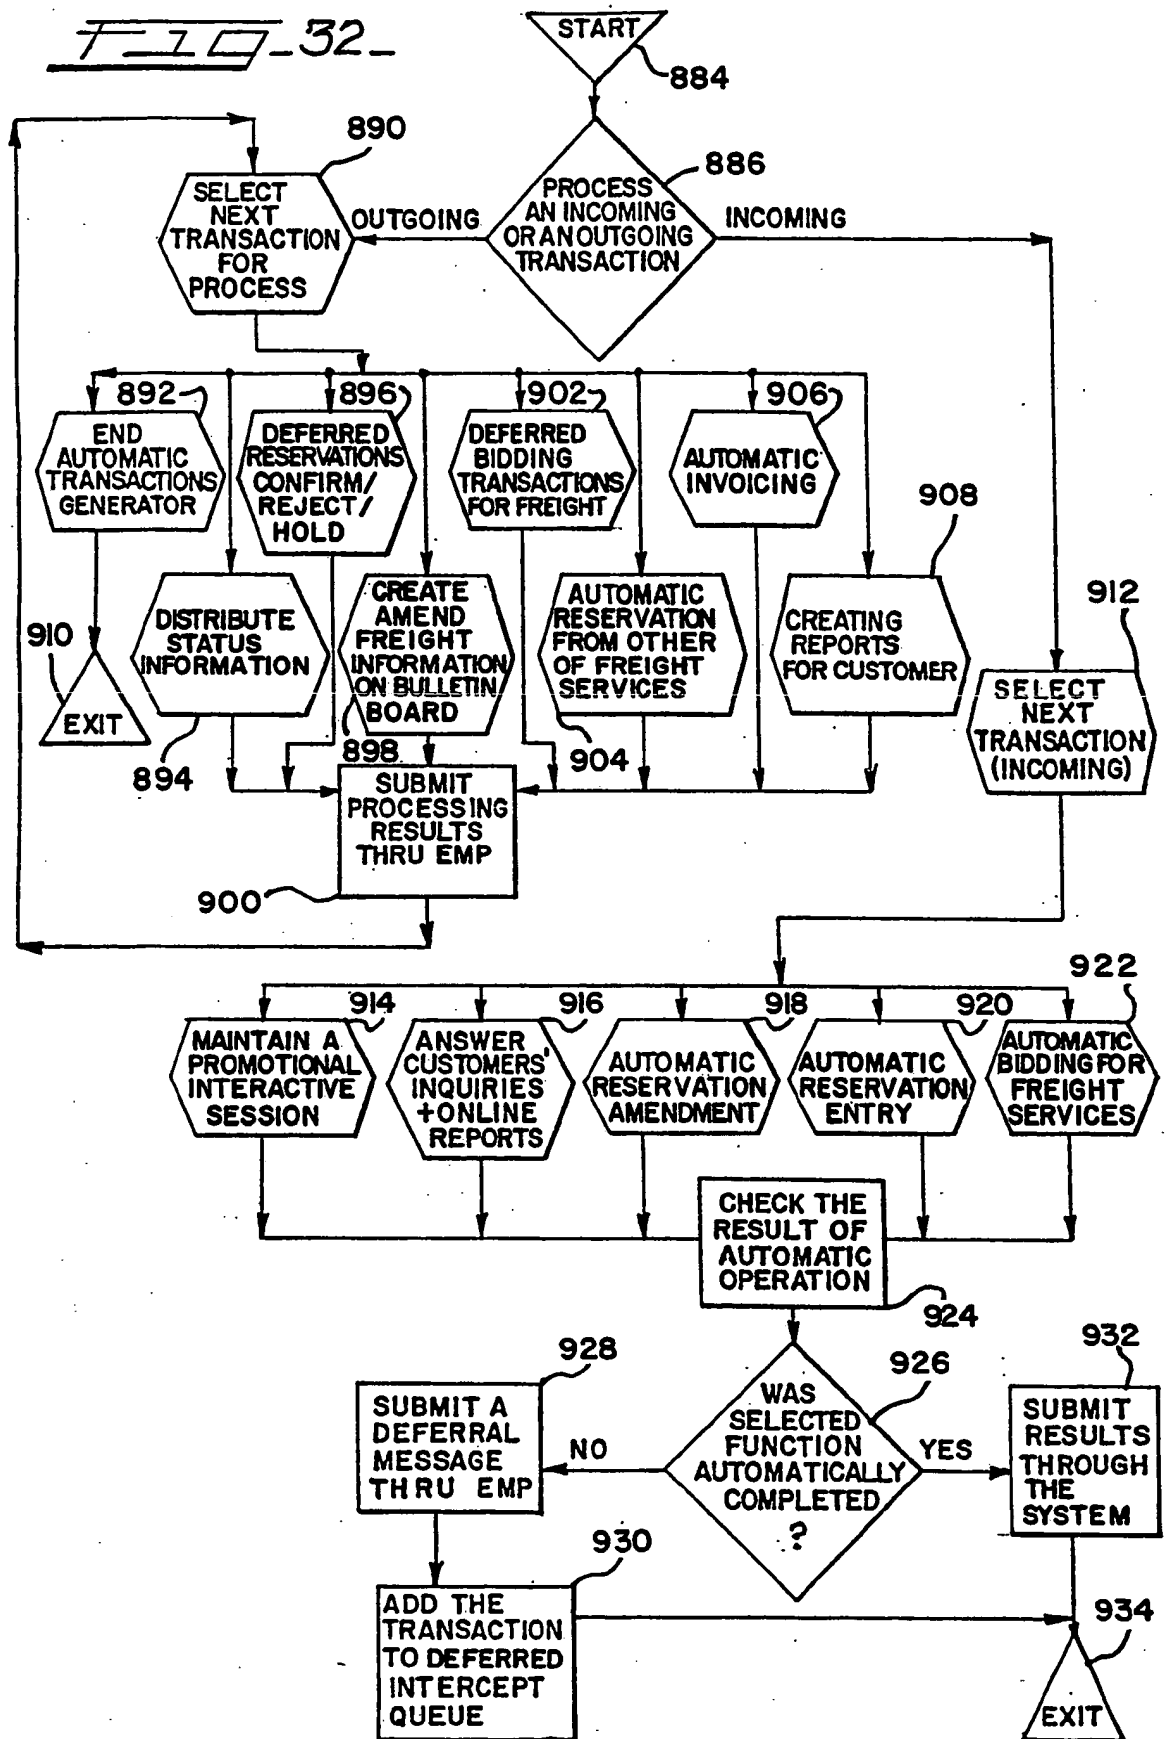 FIG_32_
START
884
890
886
SELECT
NEXT
TRANSACTION
FOR
PROCESS
OUTGOING
PROCESS
AN INCOMING
OR AN OUTGOING
TRANSACTION
INCOMING
892
896
902
906
END
AUTOMATIC
TRANSACTIONS
GENERATOR
DEFERRED
RESERVATIONS
CONFIRM/
REJECT/
HOLD
DEFERRED
BIDDING
TRANSACTIONS
FOR FREIGHT
AUTOMATIC
INVOICING
908
910
EXIT
DISTRIBUTE
STATUS
INFORMATION
894
CREATE
AMEND
FREIGHT
INFORMATION
ON BULLETIN
BOARD
898
AUTOMATIC
RESERVATION
FROM OTHER
OF FREIGHT
SERVICES
904
CREATING
REPORTS
FOR CUSTOMER
912
SELECT
NEXT
TRANSACTION
(INCOMING)
SUBMIT
PROCESSING
RESULTS
THRU EMP
900
914
916
918
920
922
MAINTAIN A
PROMOTIONAL
INTERACTIVE
SESSION
ANSWER
CUSTOMERS'
INQUIRIES
+ONLINE
REPORTS
AUTOMATIC
RESERVATION
AMENDMENT
AUTOMATIC
RESERVATION
ENTRY
AUTOMATIC
BIDDING FOR
FREIGHT
SERVICES
CHECK THE
RESULT OF
AUTOMATIC
OPERATION
924
928
926
932
SUBMIT A
DEFERRAL
MESSAGE
THRU EMP
NO
WAS
SELECTED
FUNCTION
AUTOMATICALLY
COMPLETED
?
YES
SUBMIT
RESULTS
THROUGH
THE
SYSTEM
930
ADD THE
TRANSACTION
TO DEFERRED
INTERCEPT
QUEUE
934
EXIT